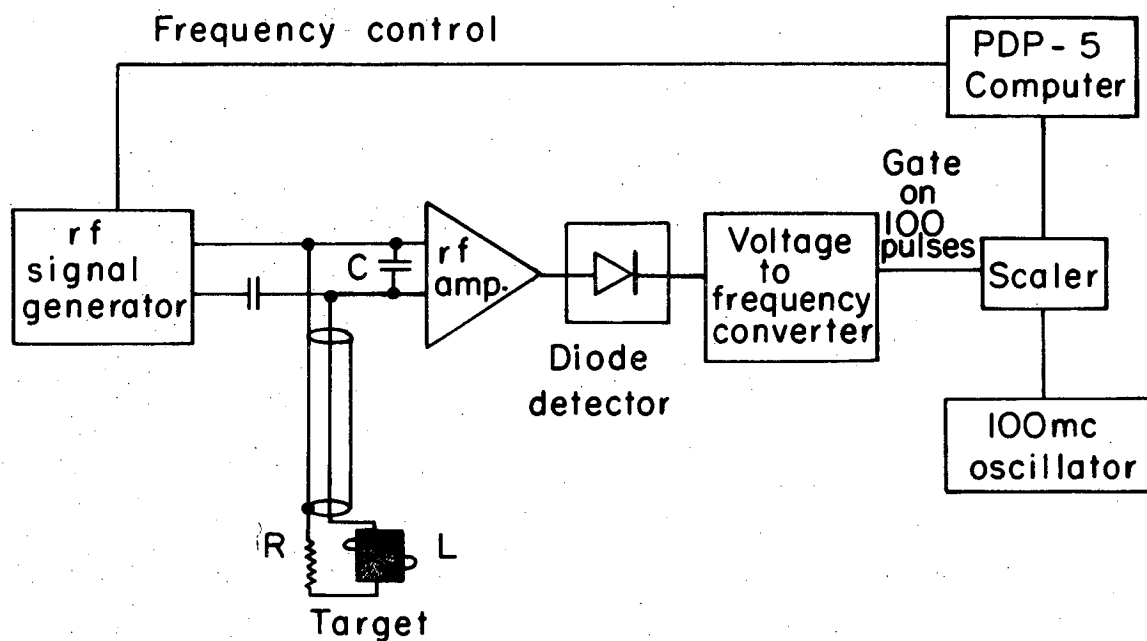 Frequency control
PDP-5
Computer
rf
signal
generator
C
rf
amp.
Diode
detector
Voltage
to
frequency
converter
Gate
on
100
pulses
Scaler
100mc
oscillator
R
L
Target